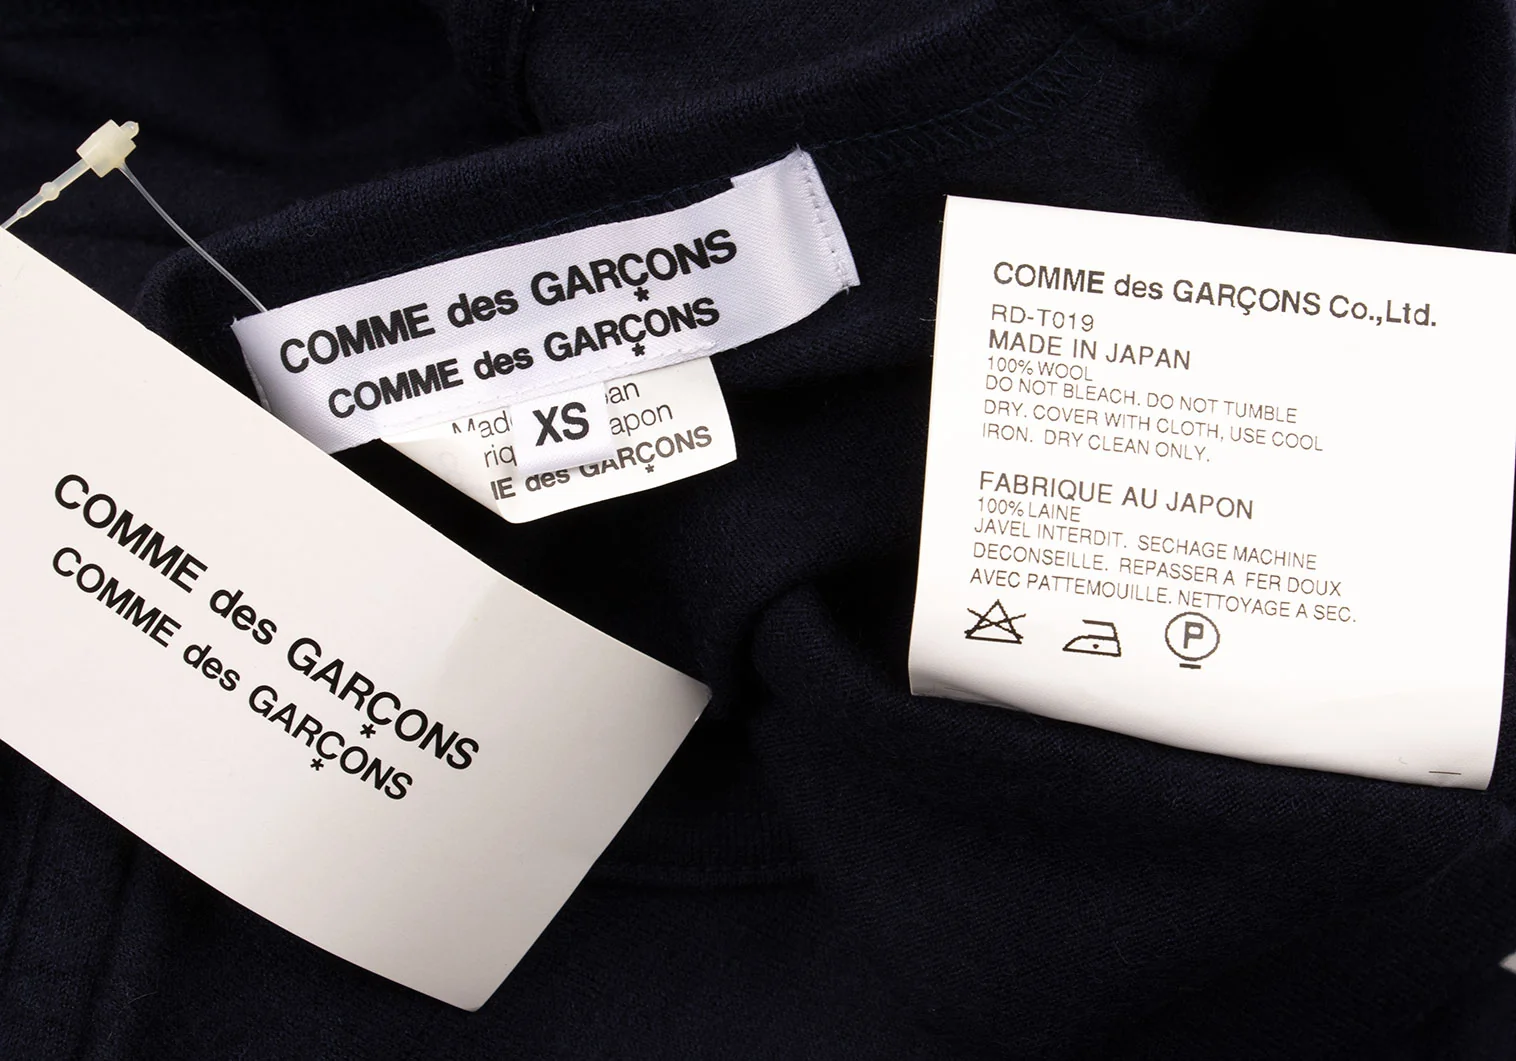 COMME des GARÇONS
COMME des GARÇONS
XS
des GARÇONS
COMME des GARÇONS
COMME des GARÇONS
COMME des GARÇONS Co.,Ltd.
RD-T019
MADE IN JAPAN
100% WOOL
DO NOT BLEACH. DO NOT TUMBLE
DRY. COVER WITH CLOTH, USE COOL
IRON. DRY CLEAN ONLY.
FABRIQUE AU JAPON
100% LAINE
JAVEL INTERDIT. SECHAGE MACHINE
DECONSEILLE. REPASSER A FER DOUX
AVEC PATTEMOUILLE. NETTOYAGE A SEC.
P